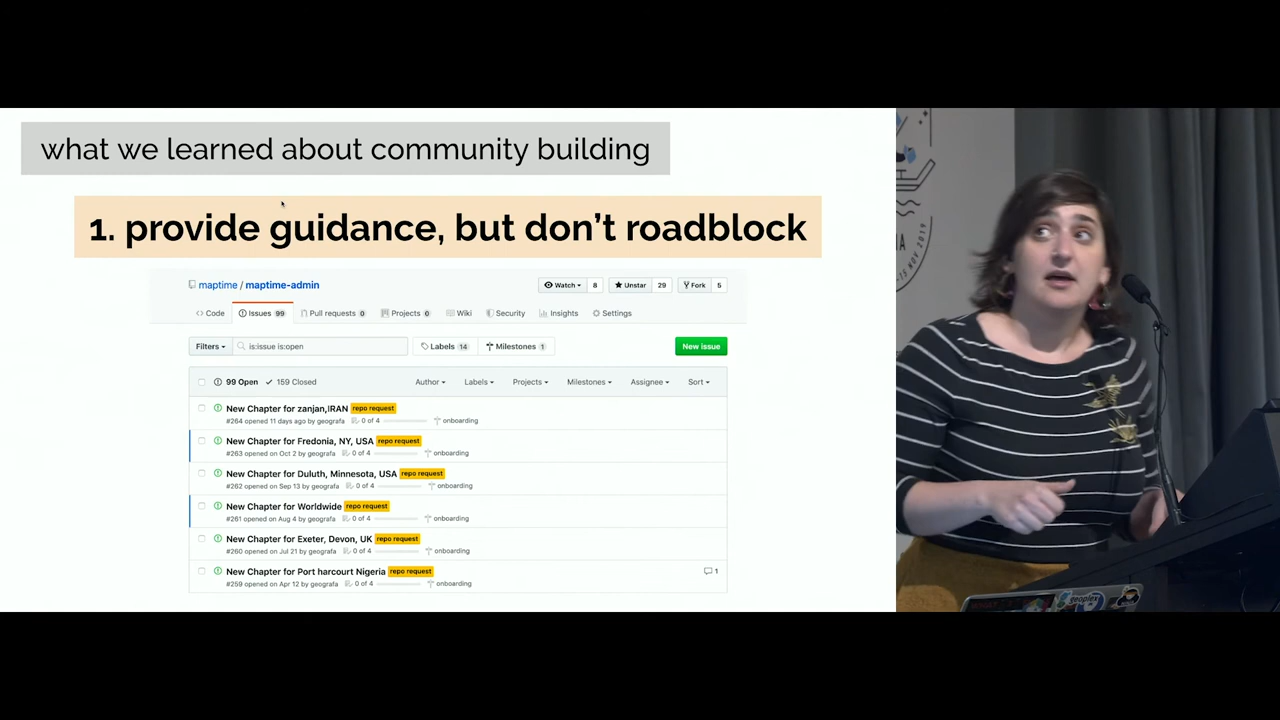 what we learned about community building
1. provide guidance, but don't roadblock
maptime / maptime-admin
Watch 8 Unstar 29 Fork 5
Code Issues 99 Pull requests 0 Projects 0 Wiki Security Insights Settings
Filters is:issue is:open Labels 14 Milestones 1 New issue
99 Open 159 Closed Author Labels Projects Milestones Assignee Sort
New Chapter for zanjan,IRAN repo request
#264 opened 11 days ago by geografa 0 of 4 onboarding
New Chapter for Fredonia, NY, USA repo request
#263 opened on Oct 2 by geografa 0 of 4 onboarding
New Chapter for Duluth, Minnesota, USA repo request
#262 opened on Sep 13 by geografa 0 of 4 onboarding
New Chapter for Worldwide repo request
#261 opened on Aug 4 by geografa 0 of 4 onboarding
New Chapter for Exeter, Devon, UK repo request
#260 opened on Jul 21 by geografa 0 of 4 onboarding
New Chapter for Port harcourt Nigeria repo request 1
#259 opened on Apr 12 by geografa 0 of 4 onboarding
NOV 2019
geoplex